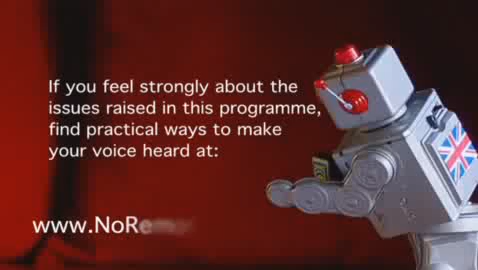 If you feel strongly about the
issues raised in this programme,
find practical ways to make
your voice heard at:
www.NoRem